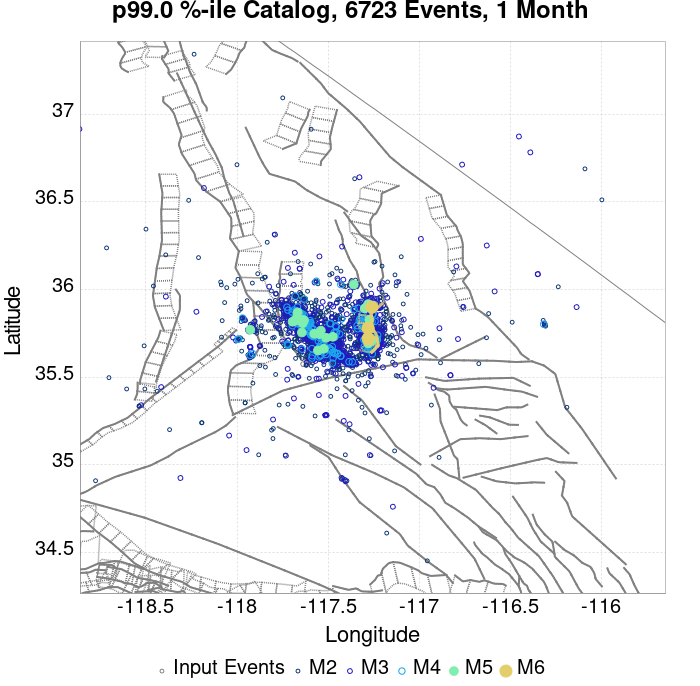 p99.0 %-ile Catalog, 6723 Events, 1 Month
37
36.5
36
35.5
35
34.5
Latitude
-118.5 -118 -117.5 -117 -116.5 -116
Longitude
Input Events M2 M3 M4 M5 M6